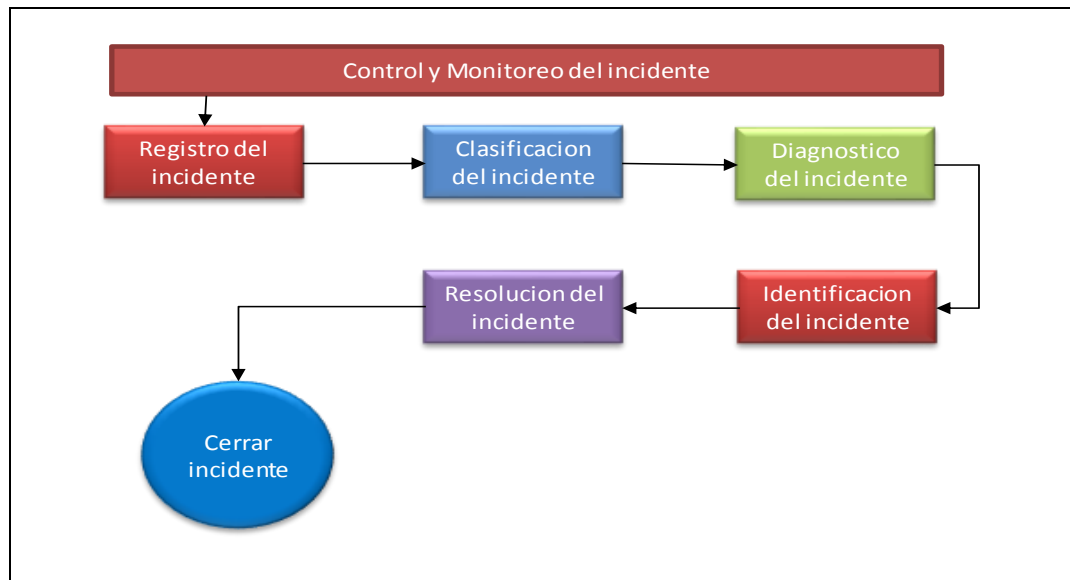 Control y Monitoreo del incidente
Registro del
incidente
Clasificacion
del incidente
Diagnostico
del incidente
Identificacion
del incidente
Resolucion del
incidente
Cerrar
incidente